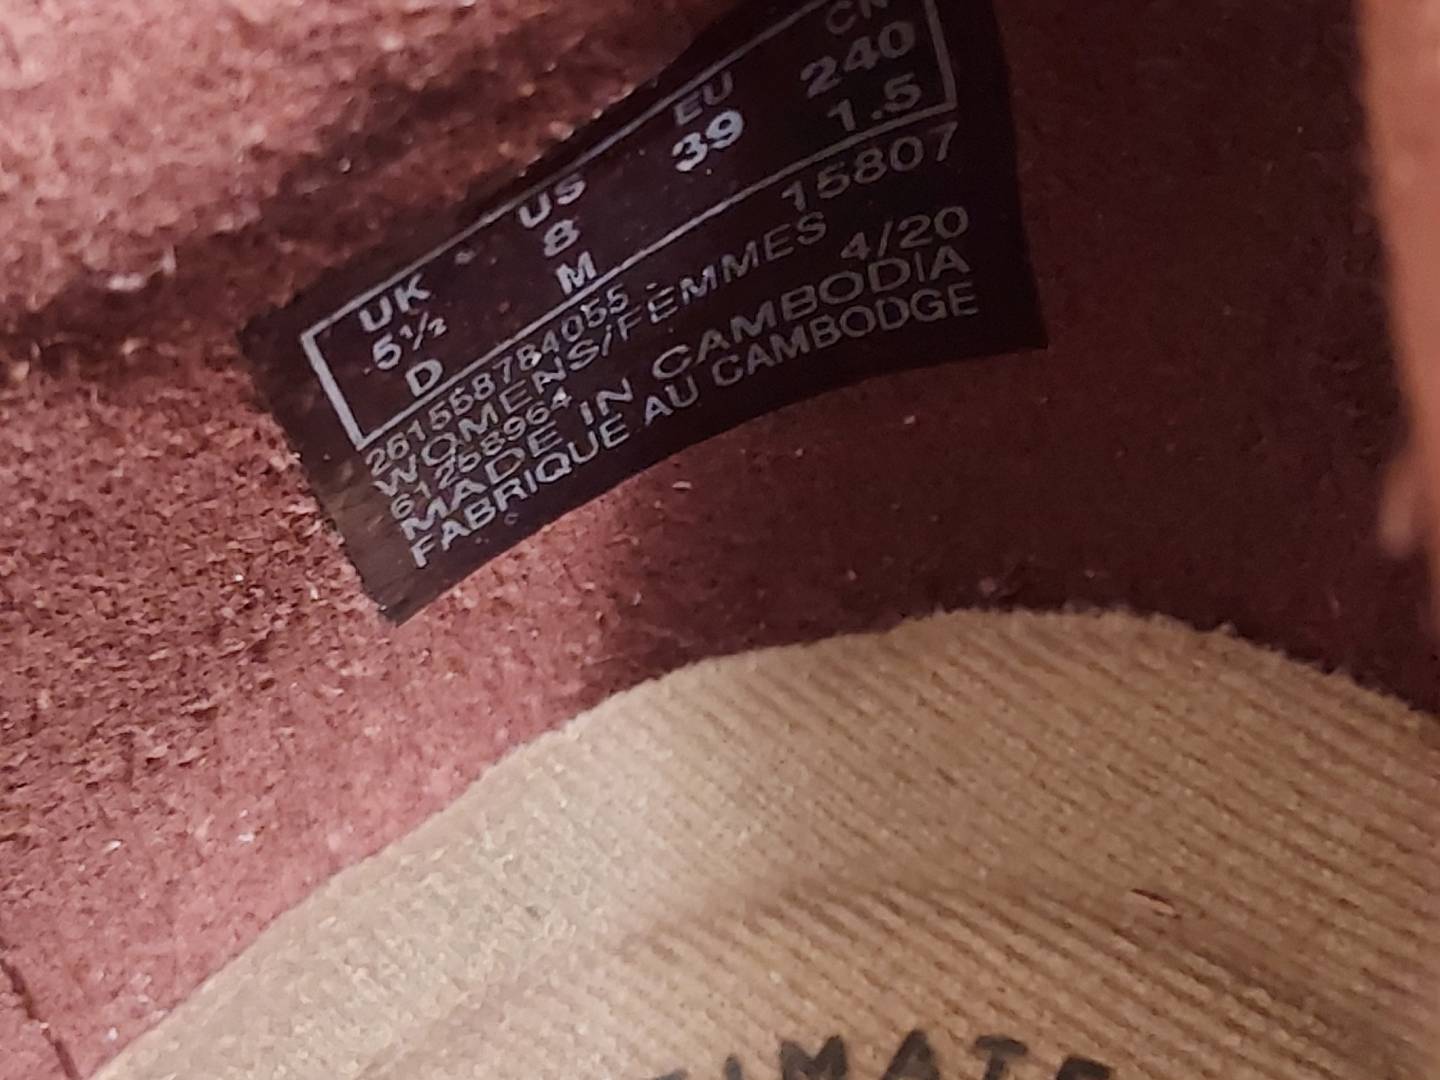 UK US EU CN
5½ 8 39 240
D M 1.5
261558784055 15807
WOMENS/FEMMES
61258964 4/20
MADE IN CAMBODIA
FABRIQUE AU CAMBODGE